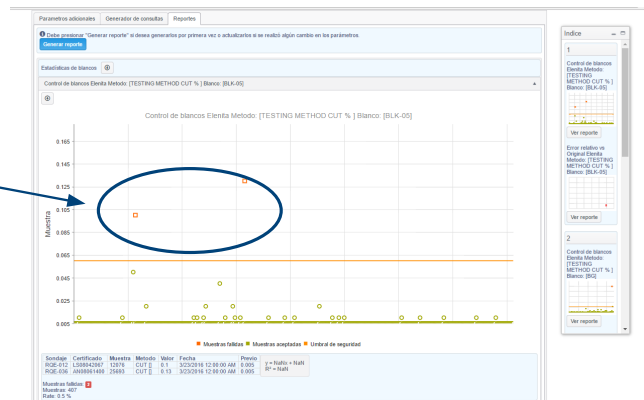 Parametros adicionales
Generador de consultas
Reportes
Debe presionar "Generar reporte" si desea generarlos por primera vez o actualizarlos si se realizó algún cambio en los parámetros.
Generar reporte
Estadísticas de blancos
Control de blancos Elenita Metodo: [TESTING METHOD CUT % ] Blanco: [BLK-05]
Control de blancos Elenita Metodo: [TESTING METHOD CUT % ] Blanco: [BLK-05]
0.165
0.145
0.125
0.105
0.085
0.065
0.045
0.025
0.005
Muestra
Muestras fallidas Muestras aceptadas Umbral de seguridad
Sondaje Certificado Muestra Metodo Valor Fecha Previo
RQE-012 LS08042067 12076 CUT [] 0.1 3/23/2016 12:00:00 AM 0.005
RQE-036 AN08061408 25693 CUT [] 0.13 3/23/2016 12:00:00 AM 0.005
y = NaNx + NaN
R² = NaN
Muestras fallidas: 2
Muestras: 407
Rate: 0.5 %
Índice
1
Control de blancos
Elenita Metodo:
[TESTING
METHOD CUT % ]
Blanco: [BLK-05]
Ver reporte
Error relativo vs
Original Elenita
Metodo: [TESTING
METHOD CUT % ]
Blanco: [BLK-05]
Ver reporte
2
Control de blancos
Elenita Metodo:
[TESTING
METHOD CUT % ]
Blanco: [BG]
Ver reporte